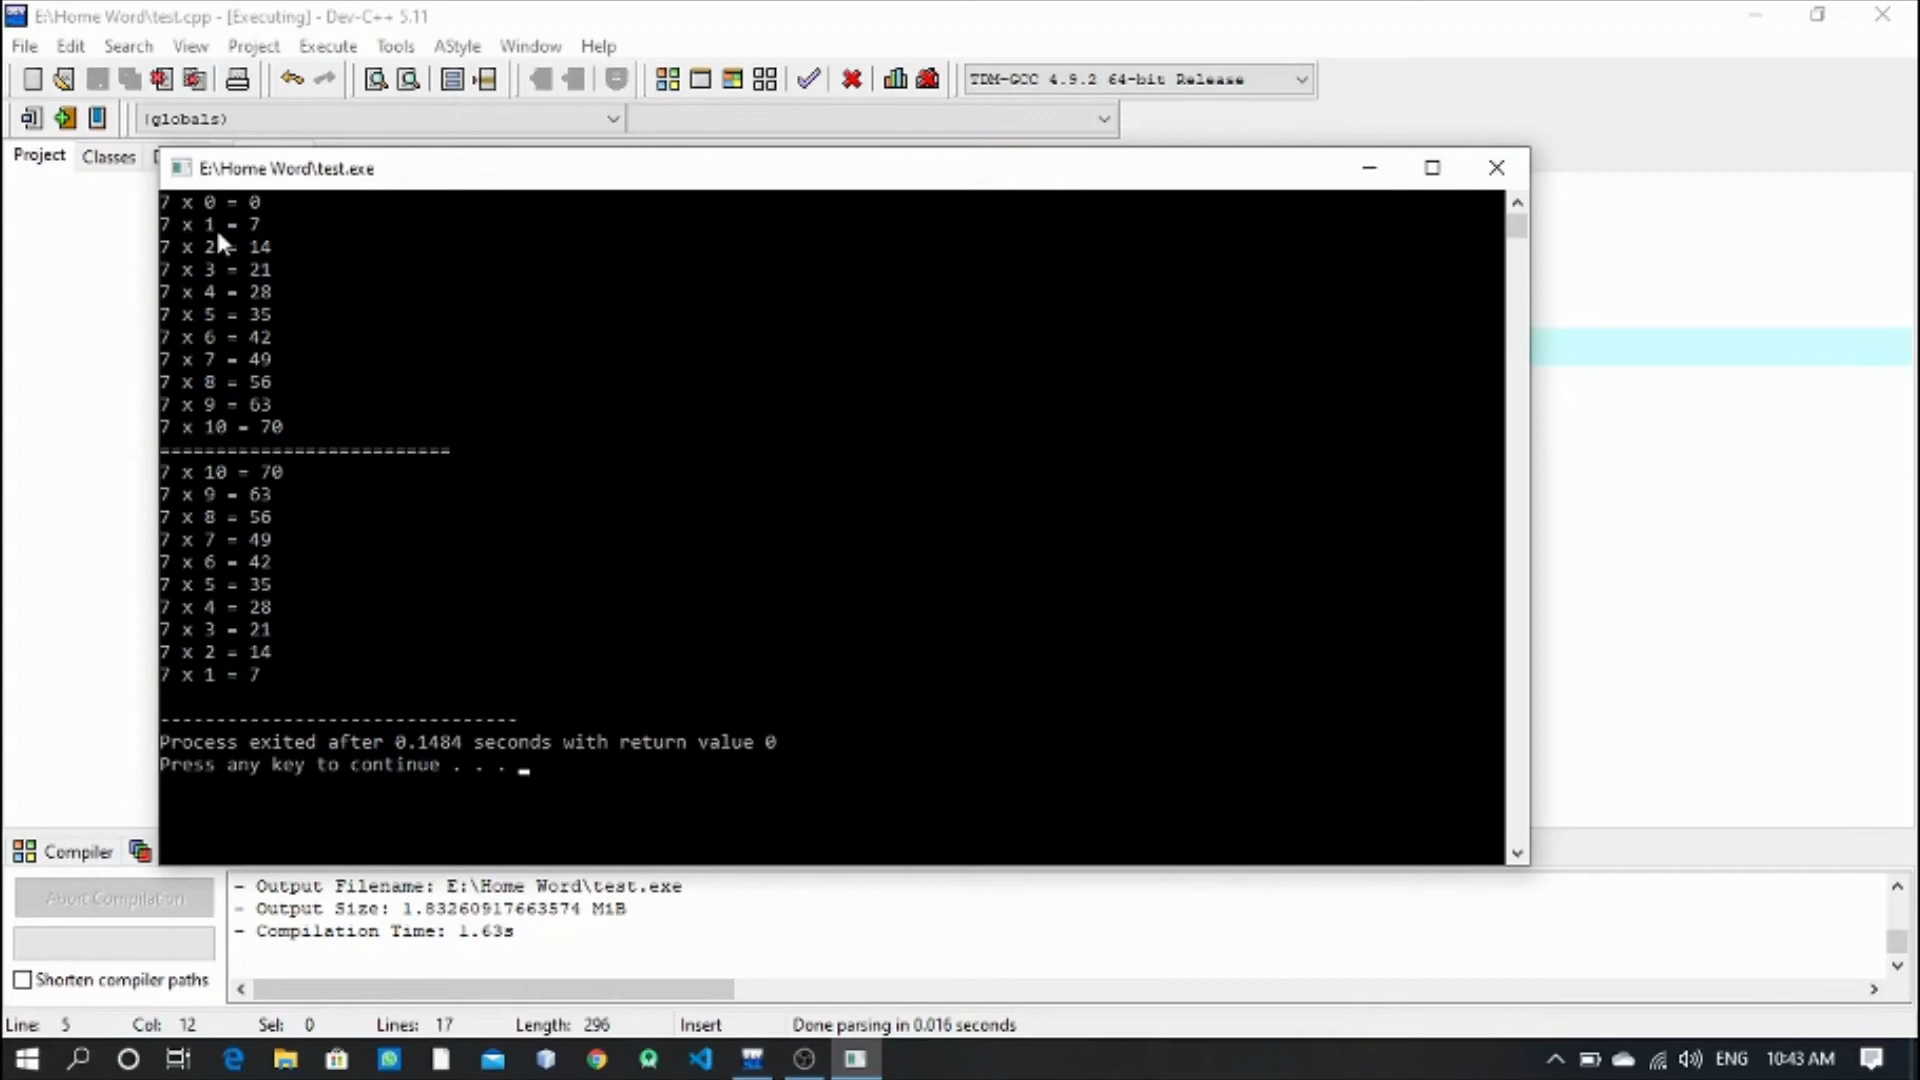 E:\Home Word\test.cpp - [Executing] - Dev-C++ 5.11
File Edit Search View Project Execute Tools AStyle Window Help
TDM-GCC 4.9.2 64-bit Release
(globals)
Project Classes
E:\Home Word\test.exe
7 x 0 = 0
7 x 1 = 7
7 x 2 = 14
7 x 3 = 21
7 x 4 = 28
7 x 5 = 35
7 x 6 = 42
7 x 7 = 49
7 x 8 = 56
7 x 9 = 63
7 x 10 = 70
==========================
7 x 10 = 70
7 x 9 = 63
7 x 8 = 56
7 x 7 = 49
7 x 6 = 42
7 x 5 = 35
7 x 4 = 28
7 x 3 = 21
7 x 2 = 14
7 x 1 = 7
--------------------------------
Process exited after 0.1484 seconds with return value 0
Press any key to continue . . .
Compiler
Abort Compilation
Shorten compiler paths
- Output Filename: E:\Home Word\test.exe
- Output Size: 1.83260917663574 MiB
- Compilation Time: 1.63s
Line: 5 Col: 12 Sel: 0 Lines: 17 Length: 296 Insert Done parsing in 0.016 seconds
ENG 10:43 AM